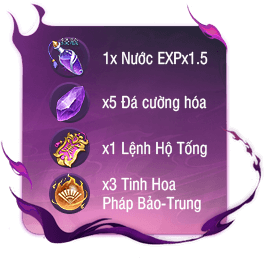 1x Nước EXPx1.5
x5 Đá cường hóa
x1 Lệnh Hộ Tống
x3 Tinh Hoa
Pháp Bảo-Trung